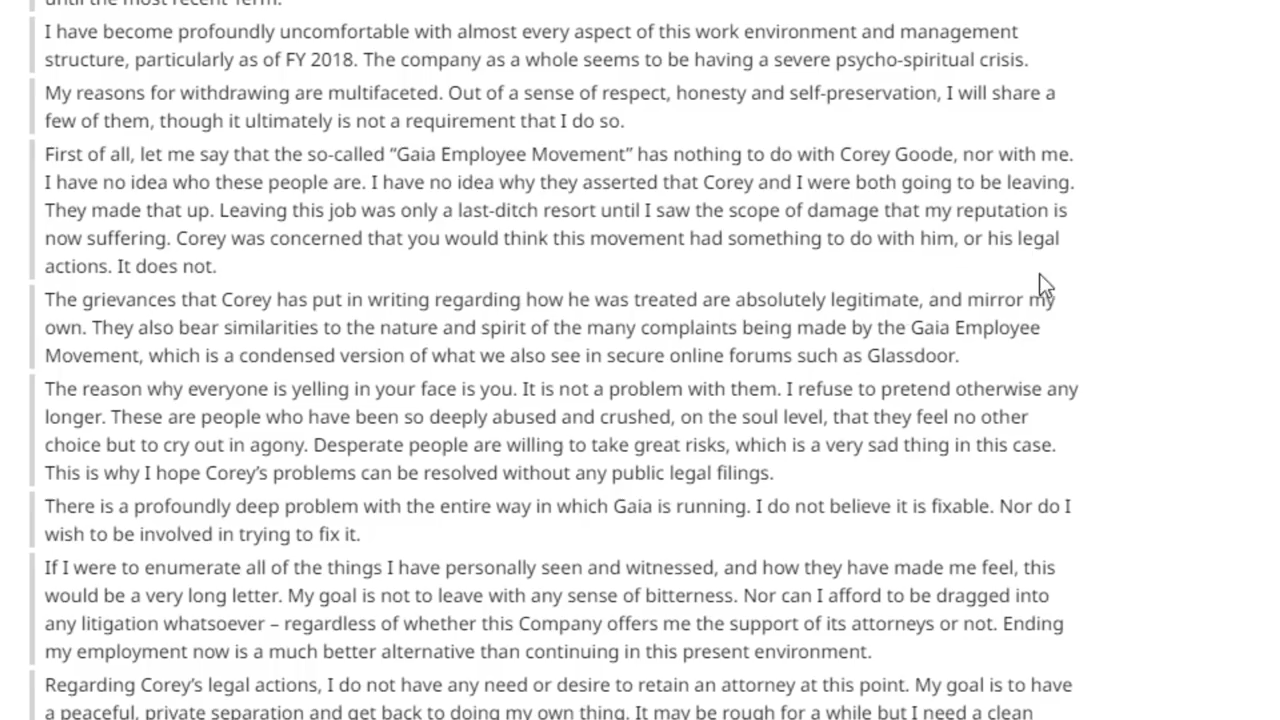 until the most recent Term.
I have become profoundly uncomfortable with almost every aspect of this work environment and management
structure, particularly as of FY 2018. The company as a whole seems to be having a severe psycho-spiritual crisis.
My reasons for withdrawing are multifaceted. Out of a sense of respect, honesty and self-preservation, I will share a
few of them, though it ultimately is not a requirement that I do so.
First of all, let me say that the so-called “Gaia Employee Movement” has nothing to do with Corey Goode, nor with me.
I have no idea who these people are. I have no idea why they asserted that Corey and I were both going to be leaving.
They made that up. Leaving this job was only a last-ditch resort until I saw the scope of damage that my reputation is
now suffering. Corey was concerned that you would think this movement had something to do with him, or his legal
actions. It does not.
The grievances that Corey has put in writing regarding how he was treated are absolutely legitimate, and mirror my
own. They also bear similarities to the nature and spirit of the many complaints being made by the Gaia Employee
Movement, which is a condensed version of what we also see in secure online forums such as Glassdoor.
The reason why everyone is yelling in your face is you. It is not a problem with them. I refuse to pretend otherwise any
longer. These are people who have been so deeply abused and crushed, on the soul level, that they feel no other
choice but to cry out in agony. Desperate people are willing to take great risks, which is a very sad thing in this case.
This is why I hope Corey’s problems can be resolved without any public legal filings.
There is a profoundly deep problem with the entire way in which Gaia is running. I do not believe it is fixable. Nor do I
wish to be involved in trying to fix it.
If I were to enumerate all of the things I have personally seen and witnessed, and how they have made me feel, this
would be a very long letter. My goal is not to leave with any sense of bitterness. Nor can I afford to be dragged into
any litigation whatsoever – regardless of whether this Company offers me the support of its attorneys or not. Ending
my employment now is a much better alternative than continuing in this present environment.
Regarding Corey’s legal actions, I do not have any need or desire to retain an attorney at this point. My goal is to have
a peaceful, private separation and get back to doing my own thing. It may be rough for a while but I need a clean